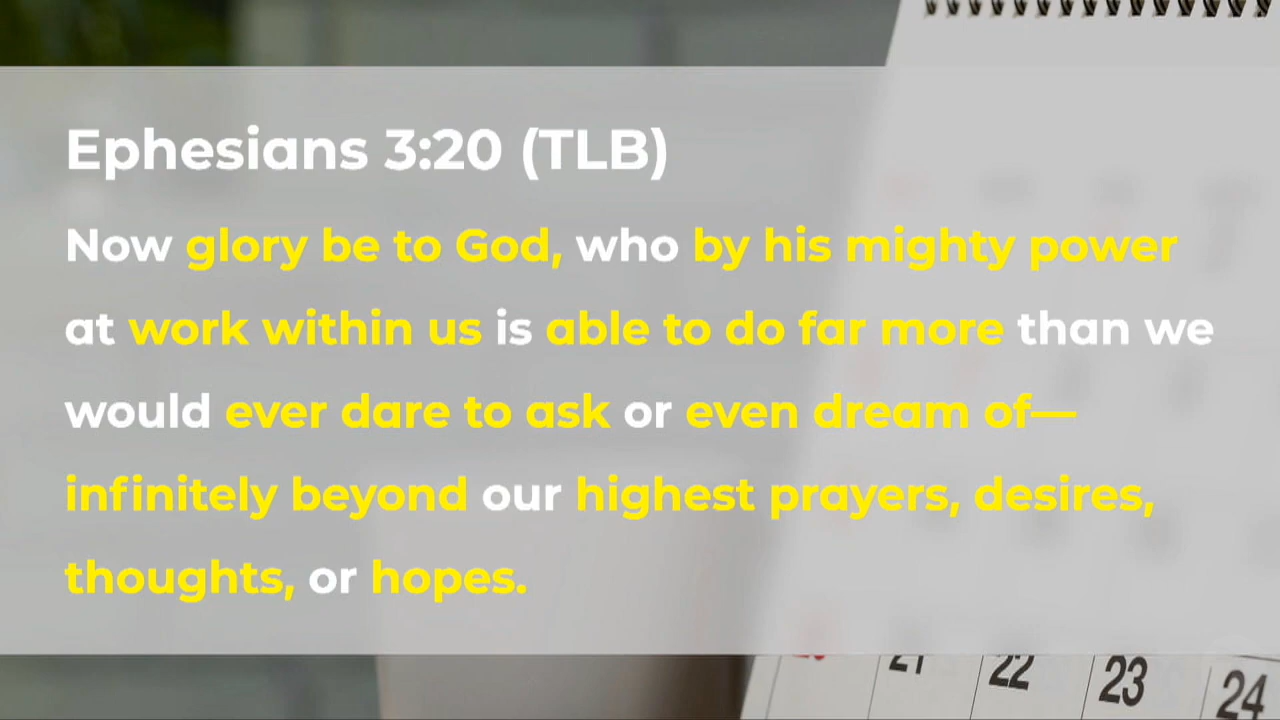 Ephesians 3:20 (TLB)
Now glory be to God, who by his mighty power
at work within us is able to do far more than we
would ever dare to ask or even dream of—
infinitely beyond our highest prayers, desires,
thoughts, or hopes.
21 22 23 24